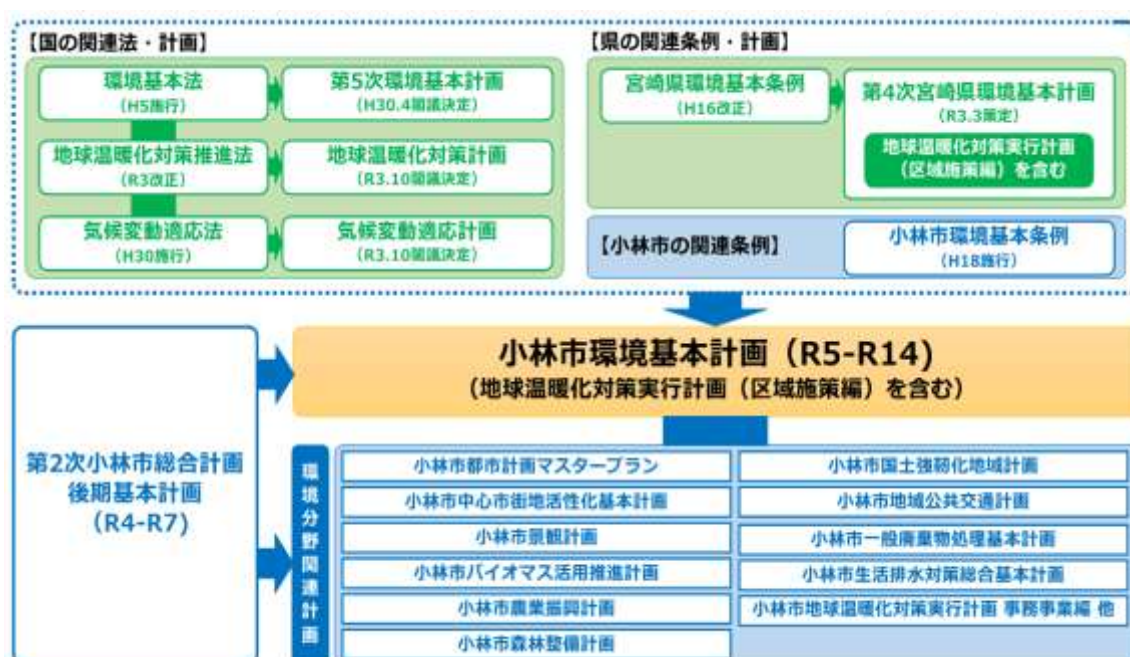 【国の関連法・計画】
環境基本法
(H5施行)
第5次環境基本計画
(H30.4閣議決定)
地球温暖化対策推進法
(R3改正)
地球温暖化対策計画
(R3.10閣議決定)
気候変動適応法
(H30施行)
気候変動適応計画
(R3.10閣議決定)
【県の関連条例・計画】
宮崎県環境基本条例
(H16改正)
第4次宮崎県環境基本計画
(R3.3策定)
地球温暖化対策実行計画
(区域施策編)を含む
【小林市の関連条例】
小林市環境基本条例
(H18施行)
小林市環境基本計画(R5-R14)
(地球温暖化対策実行計画(区域施策編)を含む)
第2次小林市総合計画
後期基本計画
(R4-R7)
環境分野関連計画
小林市都市計画マスタープラン
小林市中心市街地活性化基本計画
小林市景観計画
小林市バイオマス活用推進計画
小林市農業振興計画
小林市森林整備計画
小林市国土強靭化地域計画
小林市地域公共交通計画
小林市一般廃棄物処理基本計画
小林市生活排水対策総合基本計画
小林市地球温暖化対策実行計画 事務事業編 他